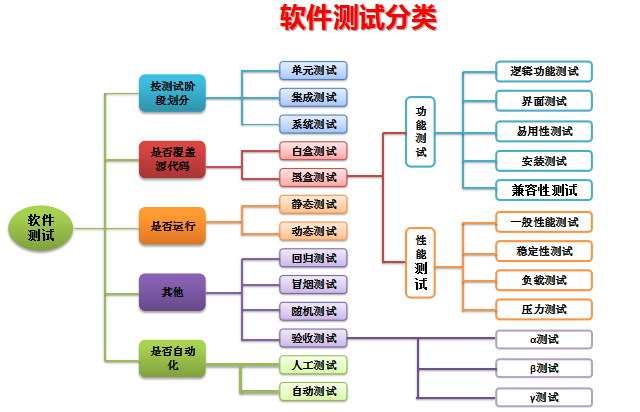 软件测试分类
软件
测试
按测试阶
段划分
单元测试
集成测试
系统测试
是否覆盖
源代码
白盒测试
黑盒测试
功
能
测
试
逻辑功能测试
界面测试
易用性测试
安装测试
兼容性测试
性
能
测
试
一般性能测试
稳定性测试
负载测试
压力测试
是否运行
静态测试
动态测试
其他
回归测试
冒烟测试
随机测试
验收测试
α测试
β测试
γ测试
是否自动
化
人工测试
自动测试